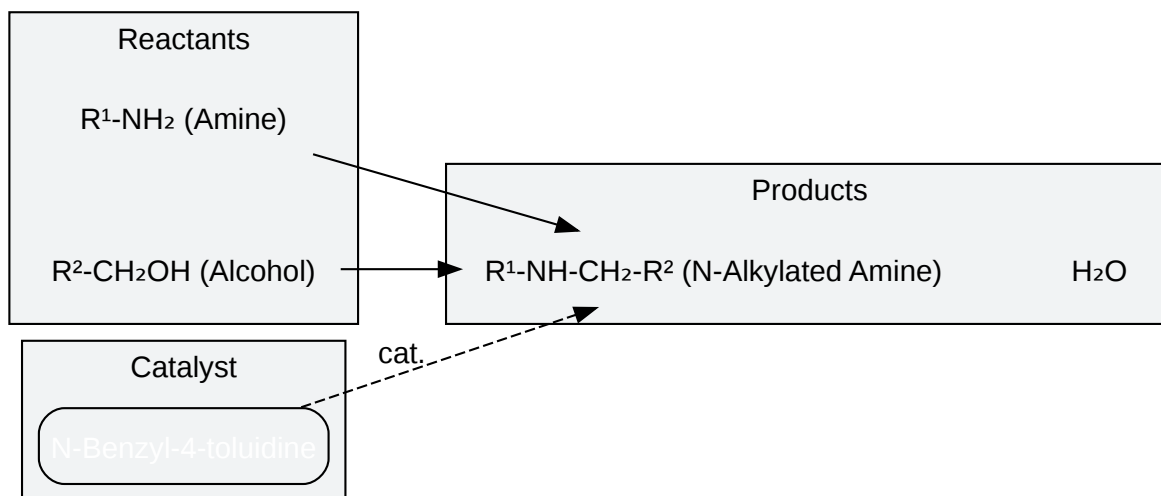 Reactants
R¹-NH₂ (Amine)
R²-CH₂OH (Alcohol)
Products
R¹-NH-CH₂-R² (N-Alkylated Amine)
H₂O
cat.
Catalyst
N-Benzyl-4-toluidine